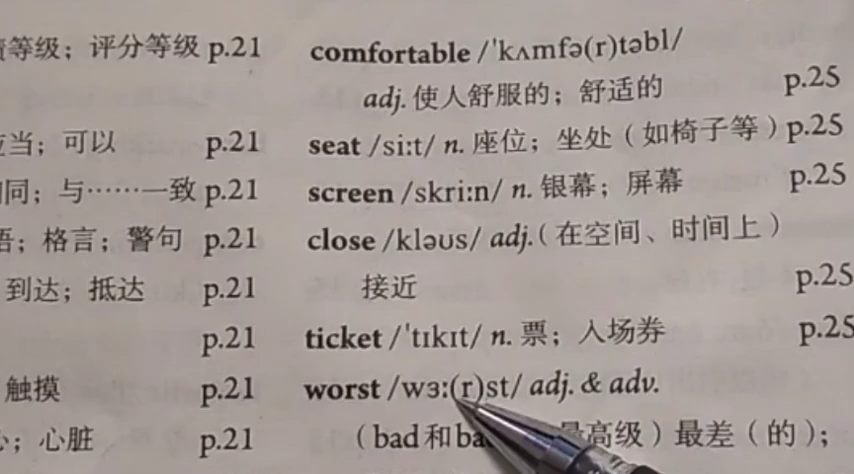 等级；评分等级 p.21
应当；可以 p.21
同；与……一致 p.21
语；格言；警句 p.21
到达；抵达 p.21
p.21
触摸 p.21
心；心脏 p.21
comfortable /ˈkʌmfə(r)təbl/
adj. 使人舒服的；舒适的 p.25
seat /siːt/ n. 座位；坐处（如椅子等）p.25
screen /skriːn/ n. 银幕；屏幕 p.25
close /kləʊs/ adj.（在空间、时间上）
接近 p.25
ticket /ˈtɪkɪt/ n. 票；入场券 p.25
worst /wɜː(r)st/ adj. & adv.
（bad和ba 最高级）最差（的）；